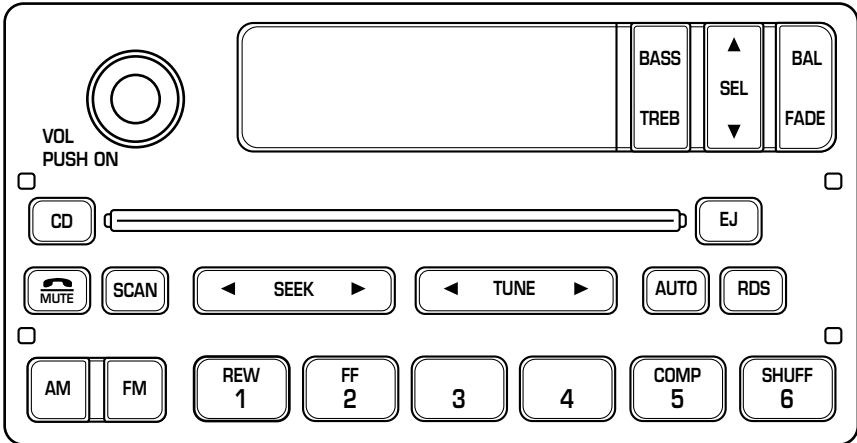 BASS
SEL
BAL
TREB
FADE
VOL
PUSH ON
CD
EJ
MUTE
SCAN
SEEK
TUNE
AUTO
RDS
AM
FM
REW
1
FF
2
3
4
COMP
5
SHUFF
6